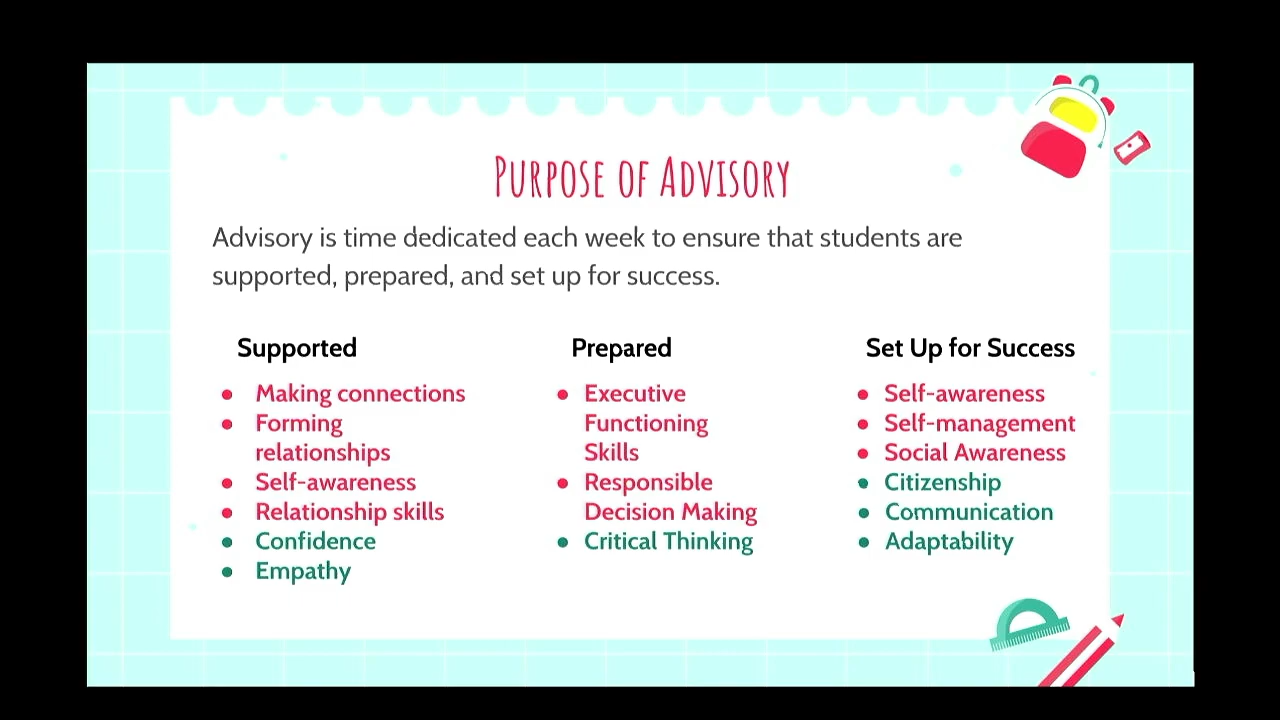 Purpose of Advisory
Advisory is time dedicated each week to ensure that students are
supported, prepared, and set up for success.
Supported
● Making connections
● Forming
relationships
● Self-awareness
● Relationship skills
● Confidence
● Empathy
Prepared
● Executive
Functioning
Skills
● Responsible
Decision Making
● Critical Thinking
Set Up for Success
● Self-awareness
● Self-management
● Social Awareness
● Citizenship
● Communication
● Adaptability